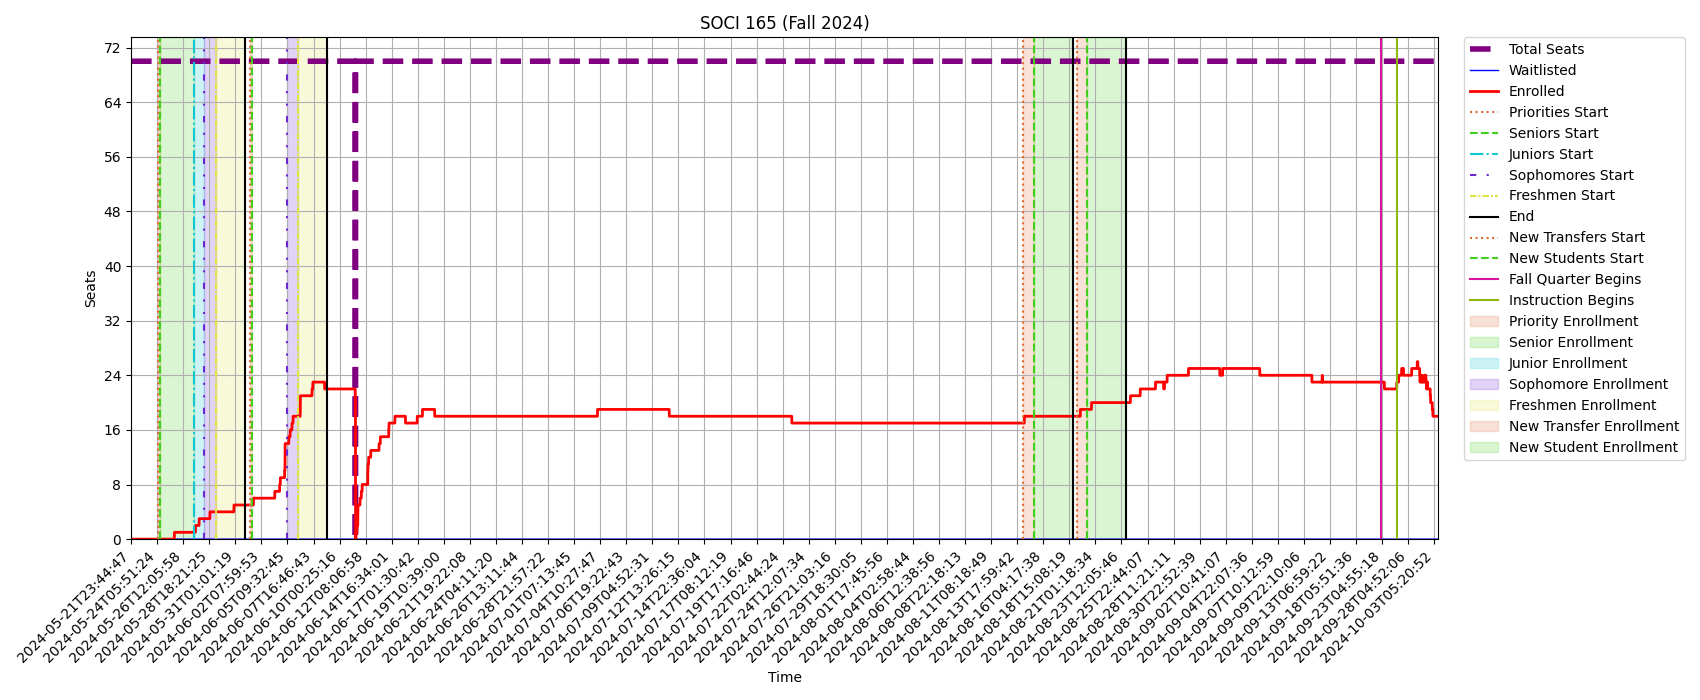 SOCI 165 (Fall 2024)
Seats
72
64
56
48
40
32
24
16
8
0
2024-05-21T23:44:47
2024-05-24T05:51:24
2024-05-26T12:05:58
2024-05-28T18:21:25
2024-05-31T01:01:19
2024-06-02T07:59:53
2024-06-05T09:32:45
2024-06-07T16:46:43
2024-06-10T00:25:16
2024-06-12T08:06:58
2024-06-14T16:34:01
2024-06-17T01:30:42
2024-06-19T10:39:00
2024-06-21T19:22:08
2024-06-24T04:11:20
2024-06-26T13:11:44
2024-06-28T21:57:22
2024-07-01T07:13:45
2024-07-04T10:27:47
2024-07-06T19:22:43
2024-07-09T04:52:31
2024-07-12T13:26:15
2024-07-14T22:36:04
2024-07-17T08:12:19
2024-07-19T17:16:46
2024-07-22T02:44:24
2024-07-24T12:07:34
2024-07-26T21:03:16
2024-07-29T18:30:05
2024-08-01T17:45:56
2024-08-04T02:58:44
2024-08-06T12:38:56
2024-08-08T22:18:13
2024-08-11T08:18:49
2024-08-13T17:59:42
2024-08-16T04:17:38
2024-08-18T15:08:19
2024-08-21T01:18:34
2024-08-23T12:05:46
2024-08-25T22:44:07
2024-08-28T11:21:11
2024-08-30T22:52:39
2024-09-02T10:41:07
2024-09-04T22:07:36
2024-09-07T10:12:59
2024-09-09T22:10:06
2024-09-13T06:59:22
2024-09-18T05:51:36
2024-09-23T04:55:18
2024-09-28T04:52:06
2024-10-03T05:20:52
Time
Total Seats
Waitlisted
Enrolled
Priorities Start
Seniors Start
Juniors Start
Sophomores Start
Freshmen Start
End
New Transfers Start
New Students Start
Fall Quarter Begins
Instruction Begins
Priority Enrollment
Senior Enrollment
Junior Enrollment
Sophomore Enrollment
Freshmen Enrollment
New Transfer Enrollment
New Student Enrollment